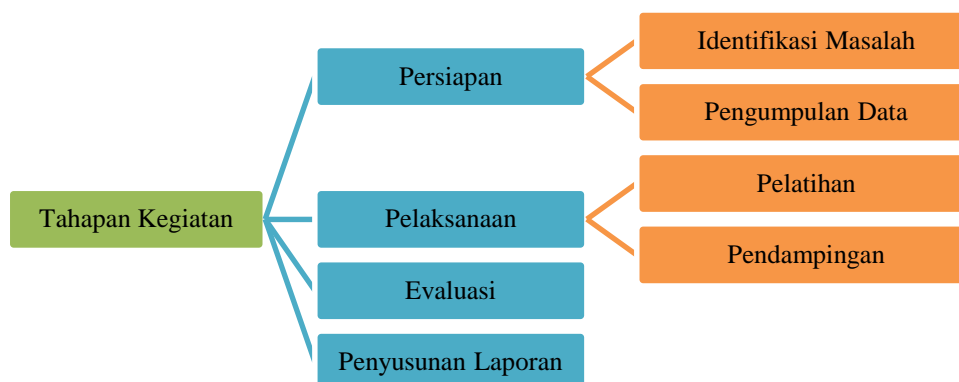 Tahapan Kegiatan
Persiapan
Identifikasi Masalah
Pengumpulan Data
Pelaksanaan
Pelatihan
Pendampingan
Evaluasi
Penyusunan Laporan